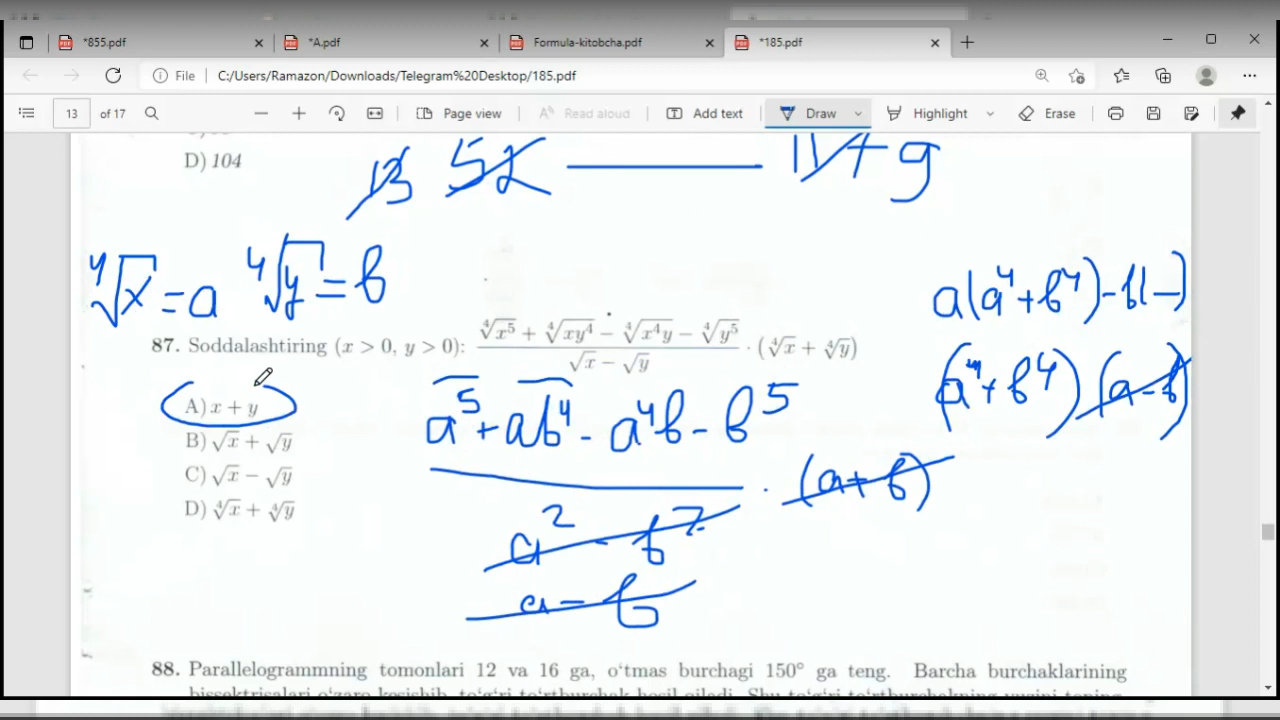 *855.pdf *A.pdf Formula-kitobcha.pdf *185.pdf
File C:/Users/Ramazon/Downloads/Telegram%20Desktop/185.pdf
13 of 17 Page view Read aloud Add text Draw Highlight Erase
D) 104
13 52 11 + 9
⁴√x = a ⁴√y = b
a(a⁴+b⁴)-b(-)
87. Soddalashtiring (x > 0, y > 0): (⁴√x⁵ + ⁴√xy⁴ − ⁴√x⁴y − ⁴√y⁵)/(√x − √y) · (⁴√x + ⁴√y)
(a⁴+b⁴)(a-b)
A) x + y
a⁵+ab⁴-a⁴b-b⁵
B) √x + √y
C) √x − √y
· (a+b)
D) ⁴√x + ⁴√y
a²-b²
a-b
88. Parallelogrammning tomonlari 12 va 16 ga, o‘tmas burchagi 150° ga teng. Barcha burchaklarining